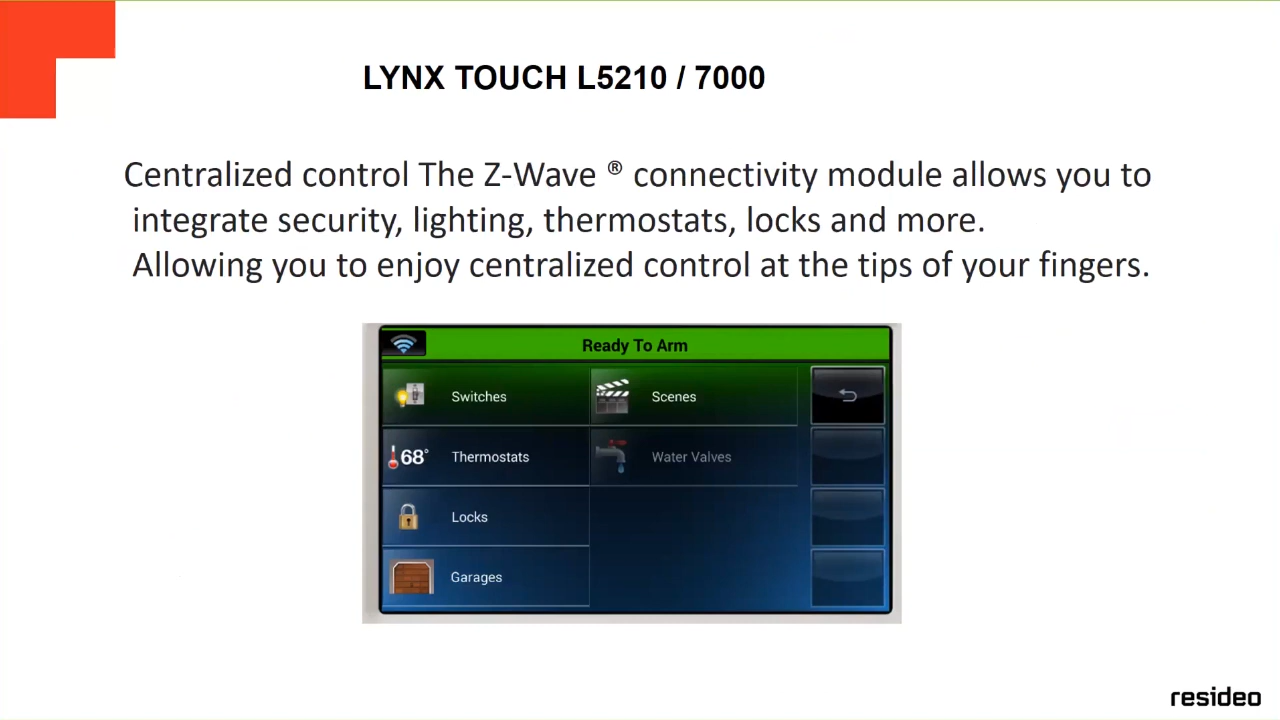 LYNX TOUCH L5210 / 7000
Centralized control The Z-Wave ® connectivity module allows you to
integrate security, lighting, thermostats, locks and more.
Allowing you to enjoy centralized control at the tips of your fingers.
Ready To Arm
Switches
Scenes
68° Thermostats
Water Valves
Locks
Garages
resideo